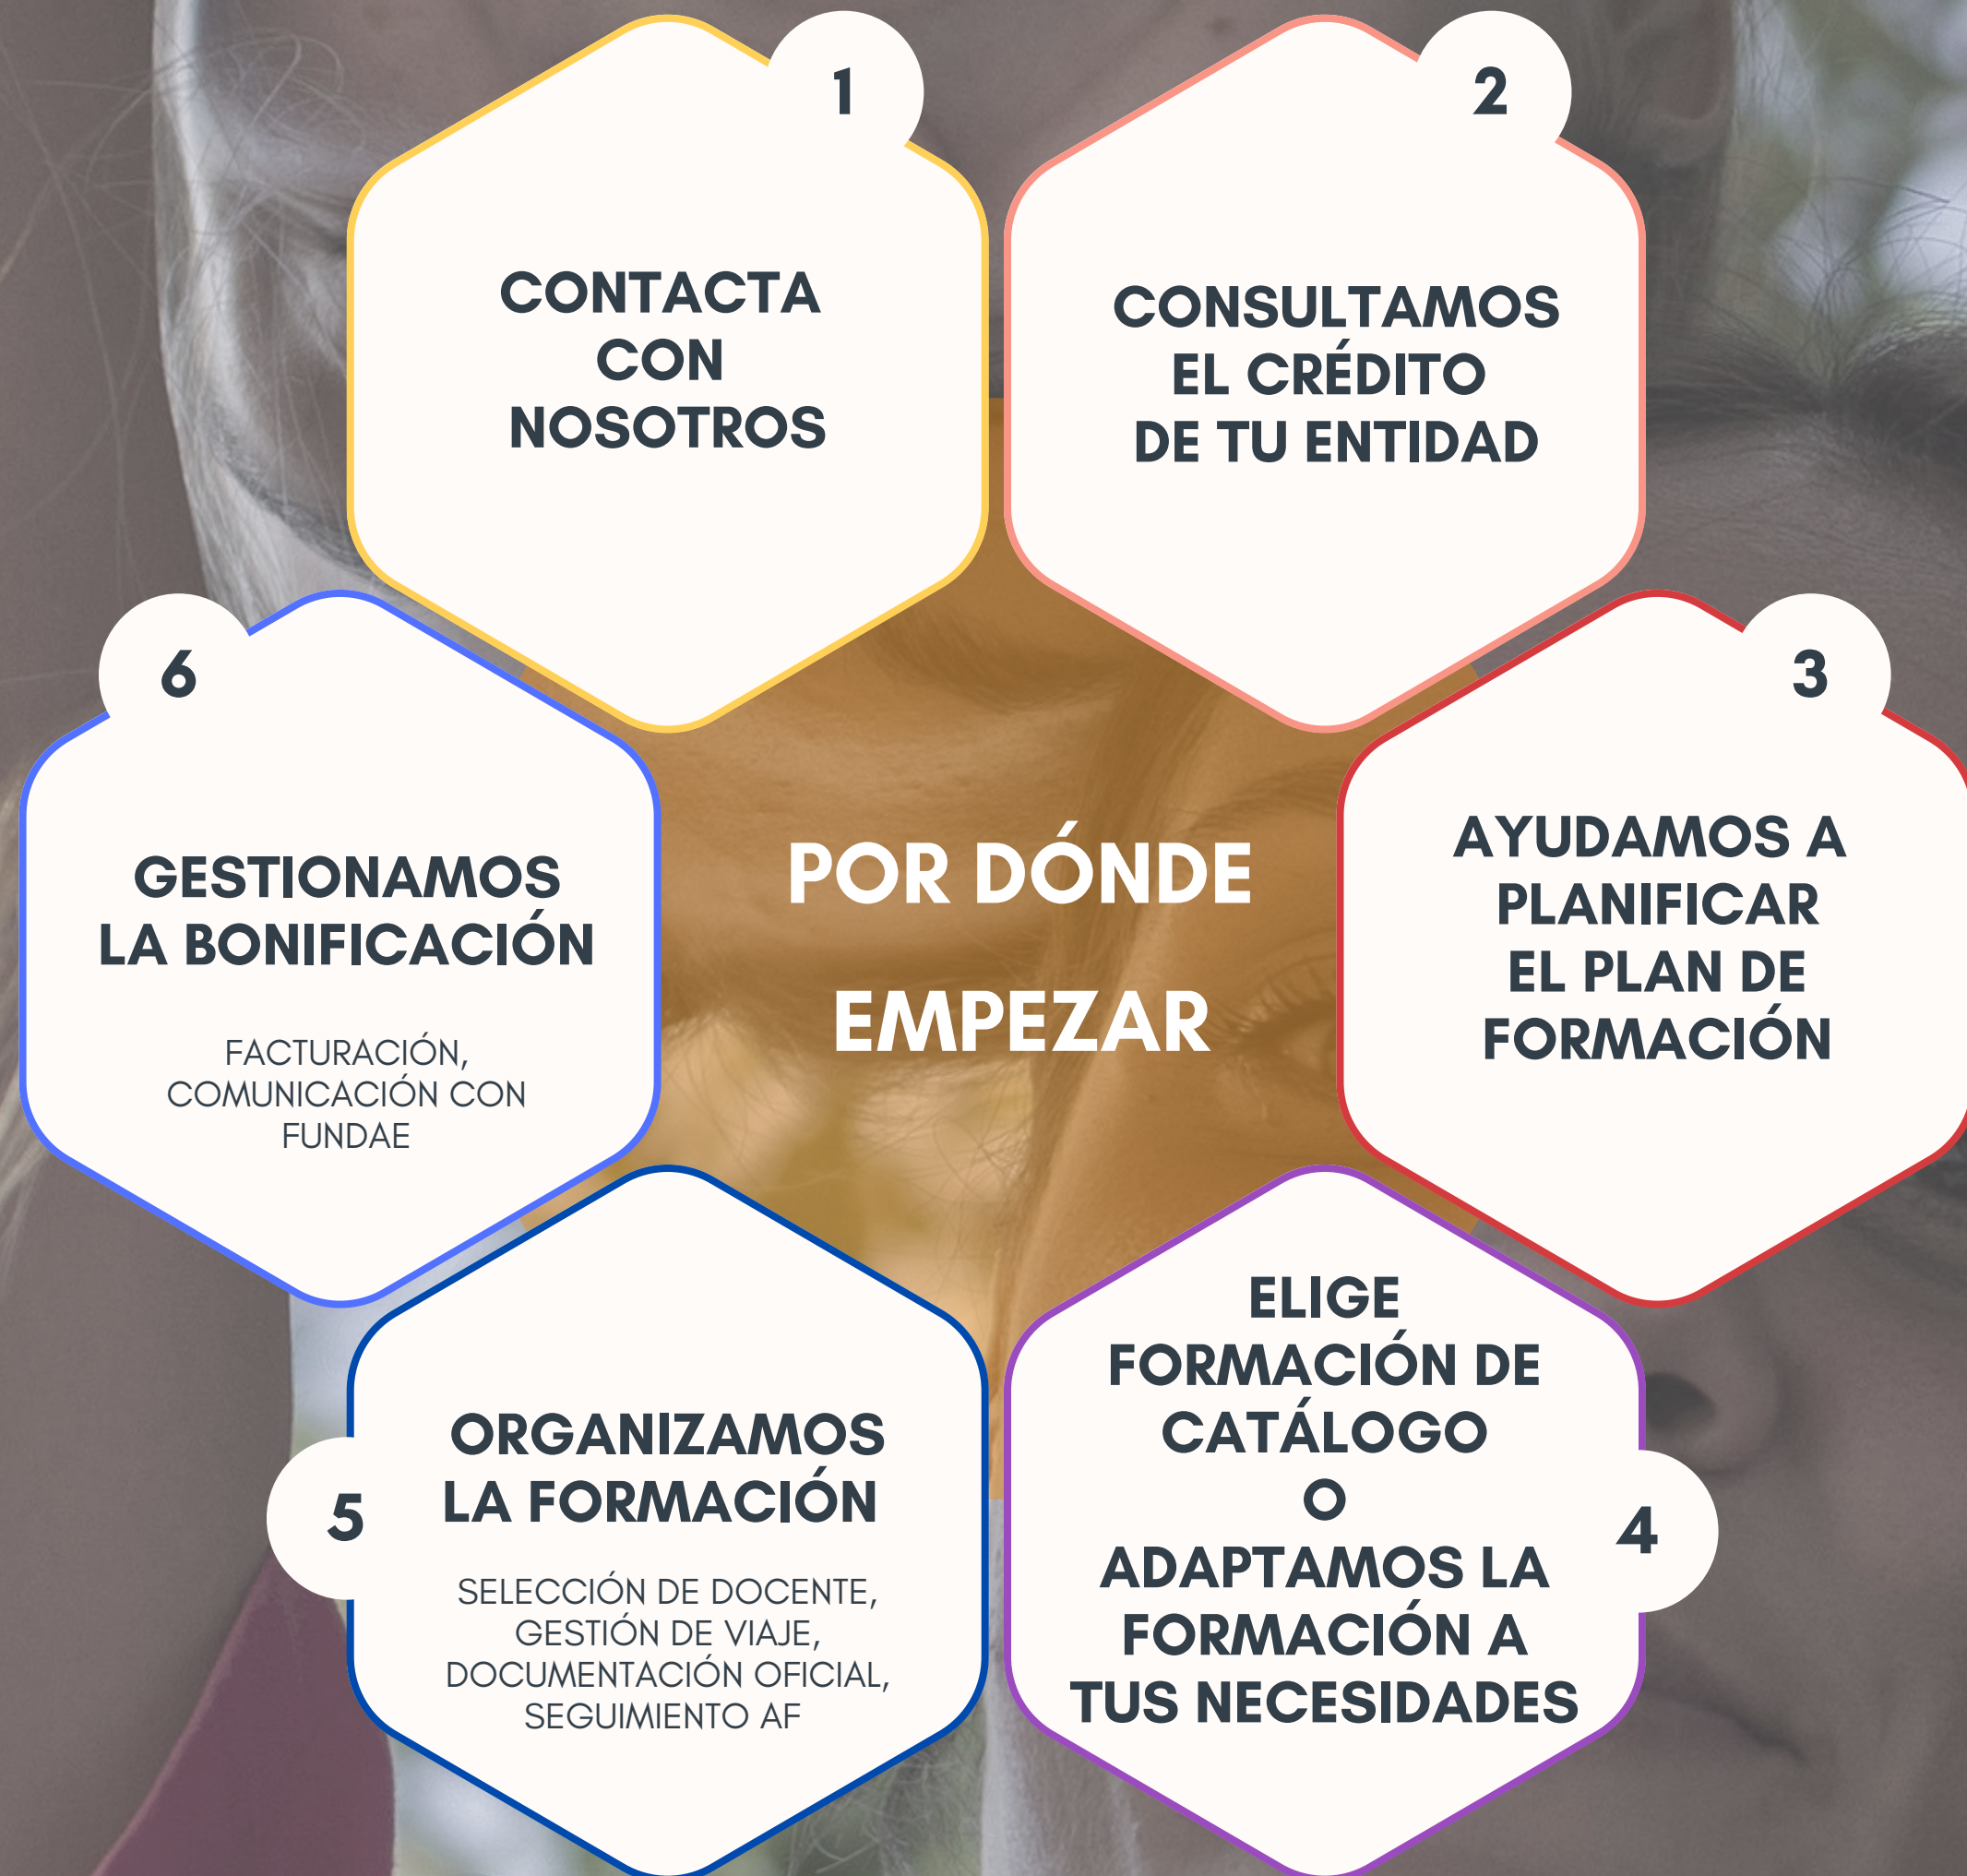 1
CONTACTA
CON
NOSOTROS
2
CONSULTAMOS
EL CRÉDITO
DE TU ENTIDAD
3
AYUDAMOS A
PLANIFICAR
EL PLAN DE
FORMACIÓN
POR DÓNDE
EMPEZAR
6
GESTIONAMOS
LA BONIFICACIÓN
FACTURACIÓN,
COMUNICACIÓN CON
FUNDAE
5
ORGANIZAMOS
LA FORMACIÓN
SELECCIÓN DE DOCENTE,
GESTIÓN DE VIAJE,
DOCUMENTACIÓN OFICIAL,
SEGUIMIENTO AF
4
ELIGE
FORMACIÓN DE
CATÁLOGO
O
ADAPTAMOS LA
FORMACIÓN A
TUS NECESIDADES